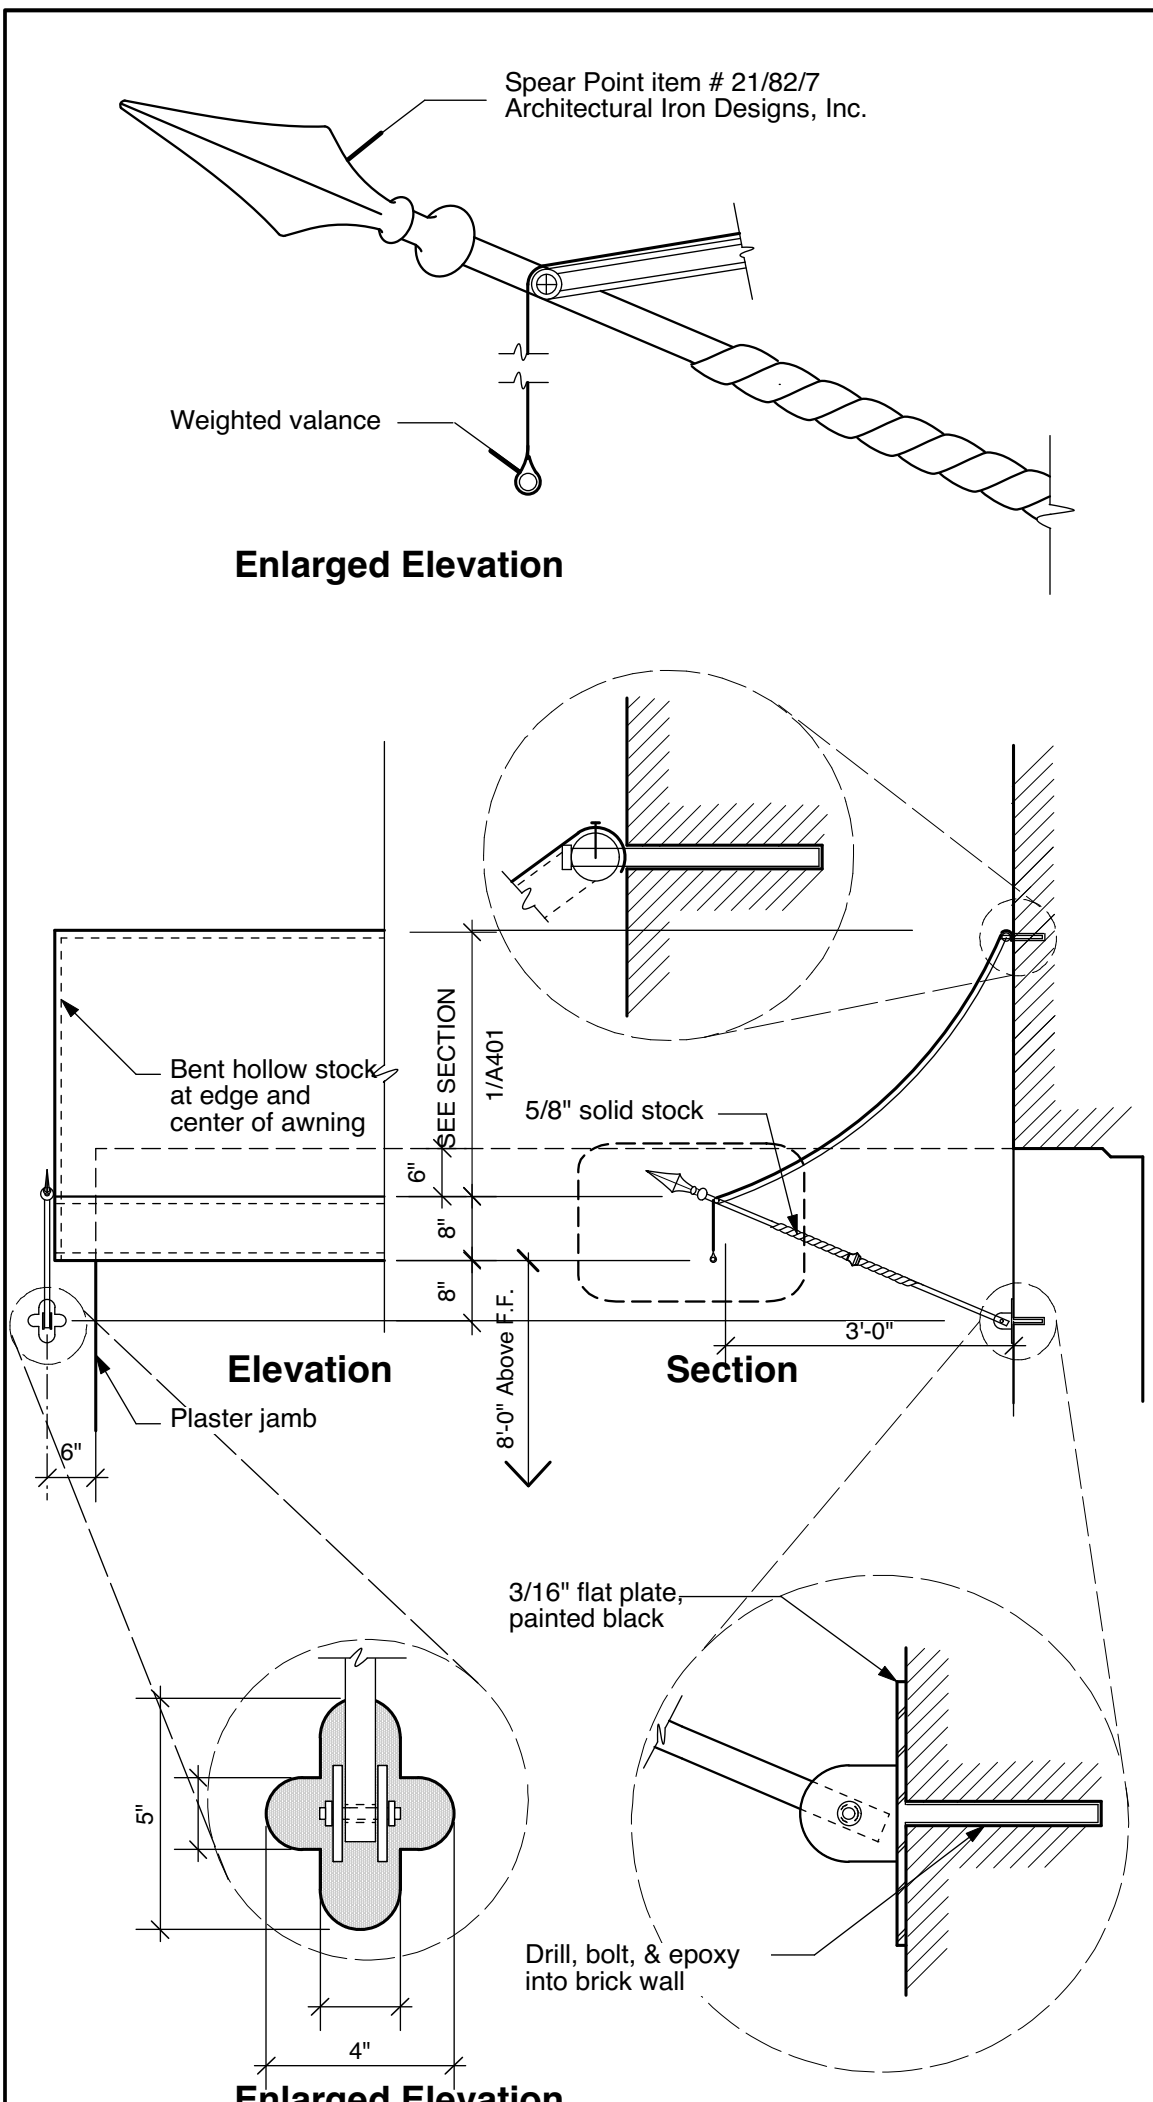 Spear Point item # 21/82/7
Architectural Iron Designs, Inc.
Weighted valance
Enlarged Elevation
SEE SECTION
1/A401
Bent hollow stock
at edge and
center of awning
5/8" solid stock
6"
8"
8"
8'-0" Above F.F.
3'-0"
Elevation
Section
Plaster jamb
6"
3/16" flat plate,
painted black
5"
Drill, bolt, & epoxy
into brick wall
4"
Enlarged Elevation